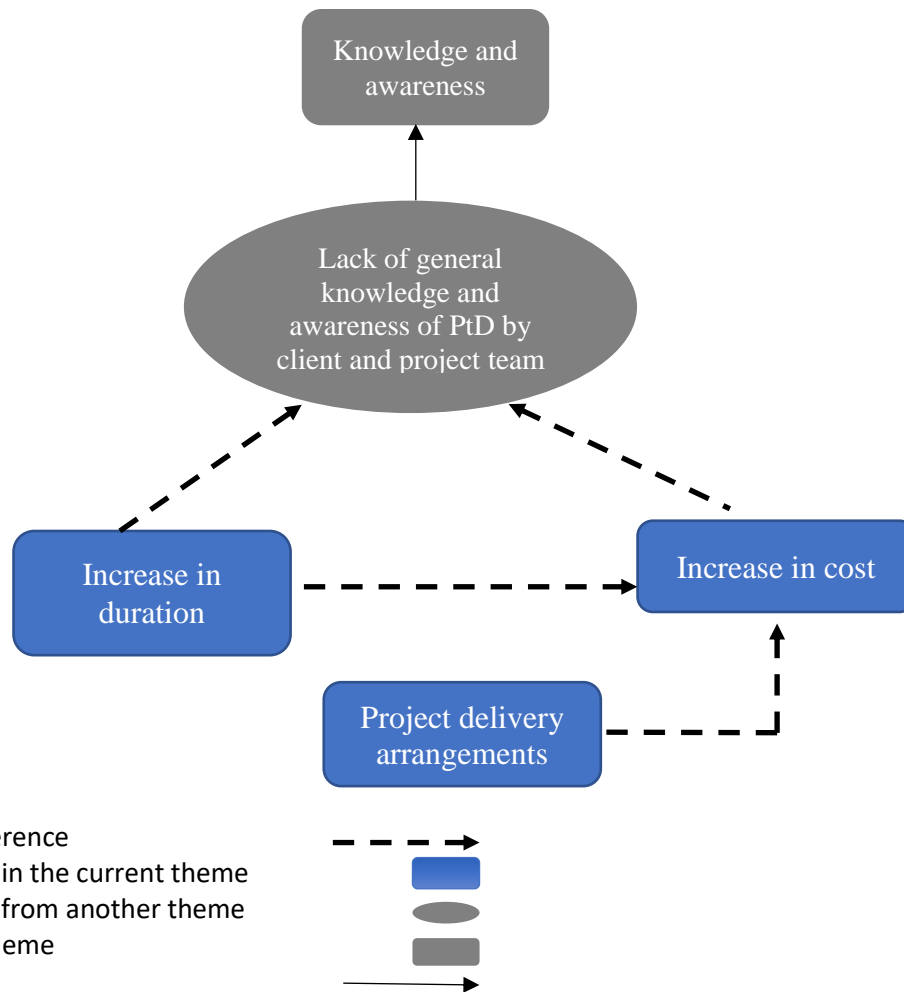 Knowledge and
awareness
Lack of general
knowledge and
awareness of PtD by
client and project team
Increase in
duration
Increase in cost
Project delivery
arrangements
in the current theme
from another theme